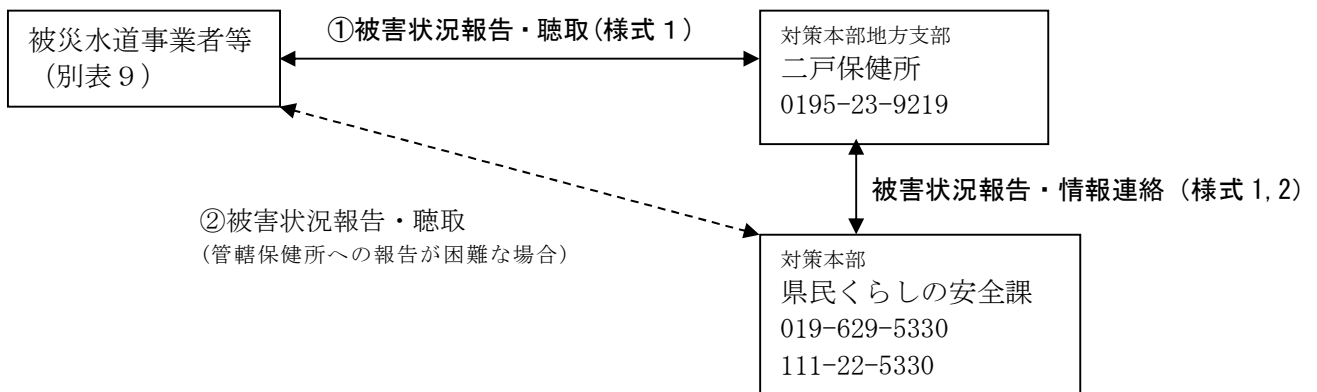 被災水道事業者等
（別表９）
①被害状況報告・聴取(様式１)
対策本部地方支部
二戸保健所
0195-23-9219
被害状況報告・情報連絡（様式1,2）
②被害状況報告・聴取
(管轄保健所への報告が困難な場合)
対策本部
県民くらしの安全課
019-629-5330
111-22-5330